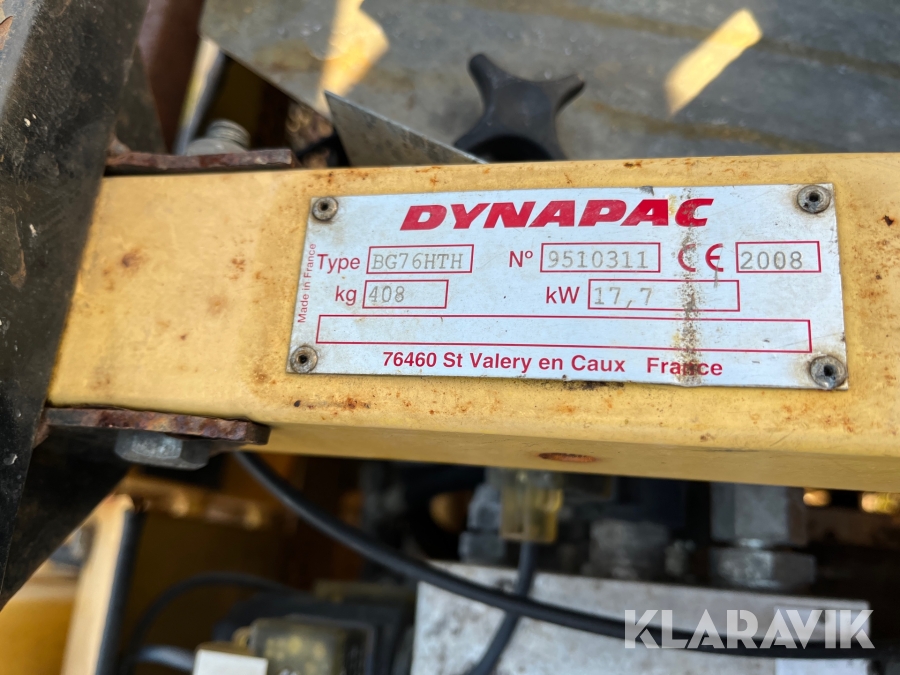 DYNAPAC
Made in France
Type BG76HTH Nº 9510311 CE 2008
kg 408 kW 17,7
76460 St Valery en Caux France
KLARAVIK